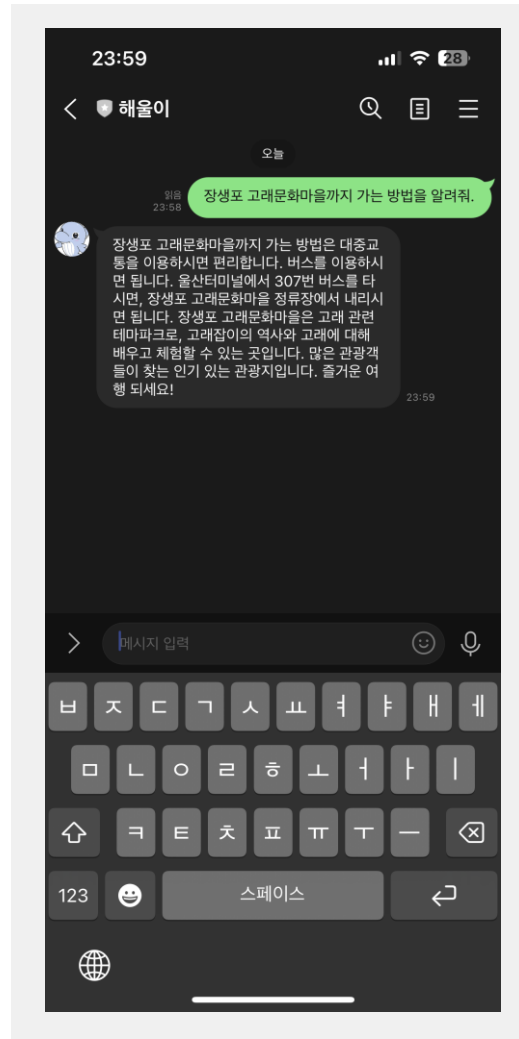 23:59
28
해울이
오늘
읽음
23:58
장생포 고래문화마을까지 가는 방법을 알려줘.
장생포 고래문화마을까지 가는 방법은 대중교
통을 이용하시면 편리합니다. 버스를 이용하시
면 됩니다. 울산터미널에서 307번 버스를 타
시면, 장생포 고래문화마을 정류장에서 내리시
면 됩니다. 장생포 고래문화마을은 고래 관련
테마파크로, 고래잡이의 역사와 고래에 대해
배우고 체험할 수 있는 곳입니다. 많은 관광객
들이 찾는 인기 있는 관광지입니다. 즐거운 여
행 되세요!
23:59
메시지 입력
ㅂ ㅈ ㄷ ㄱ ㅅ ㅛ ㅕ ㅑ ㅐ ㅔ
ㅁ ㄴ ㅇ ㄹ ㅎ ㅗ ㅓ ㅏ ㅣ
ㅋ ㅌ ㅊ ㅍ ㅠ ㅜ ㅡ
123 스페이스